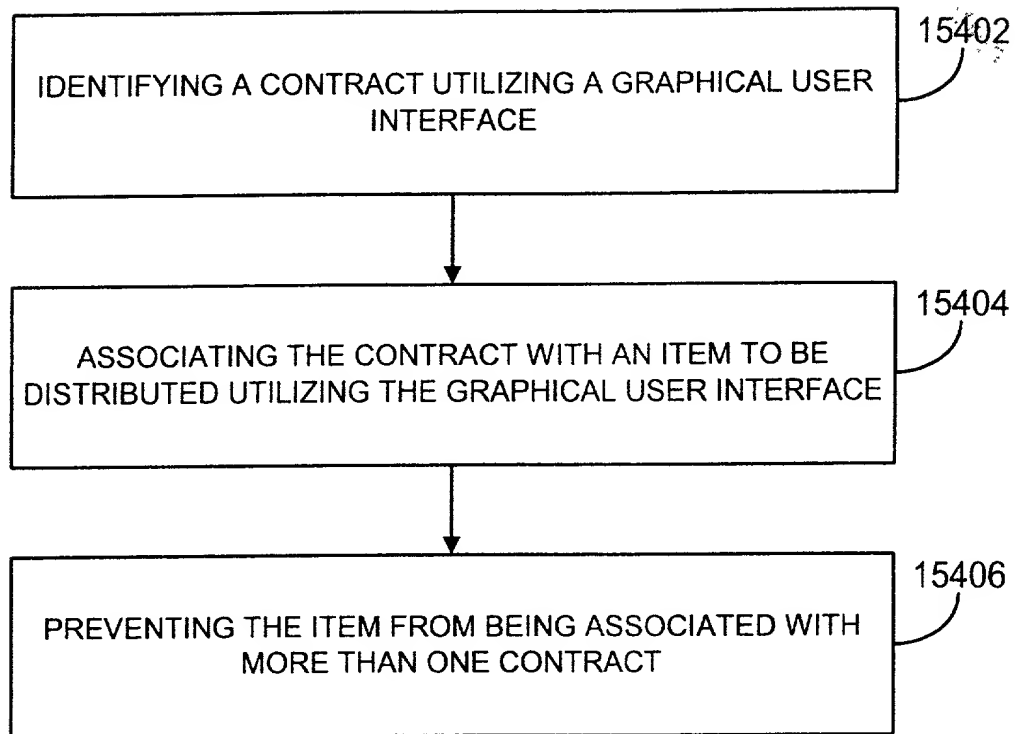 15402
IDENTIFYING A CONTRACT UTILIZING A GRAPHICAL USER
INTERFACE
15404
ASSOCIATING THE CONTRACT WITH AN ITEM TO BE
DISTRIBUTED UTILIZING THE GRAPHICAL USER INTERFACE
15406
PREVENTING THE ITEM FROM BEING ASSOCIATED WITH
MORE THAN ONE CONTRACT